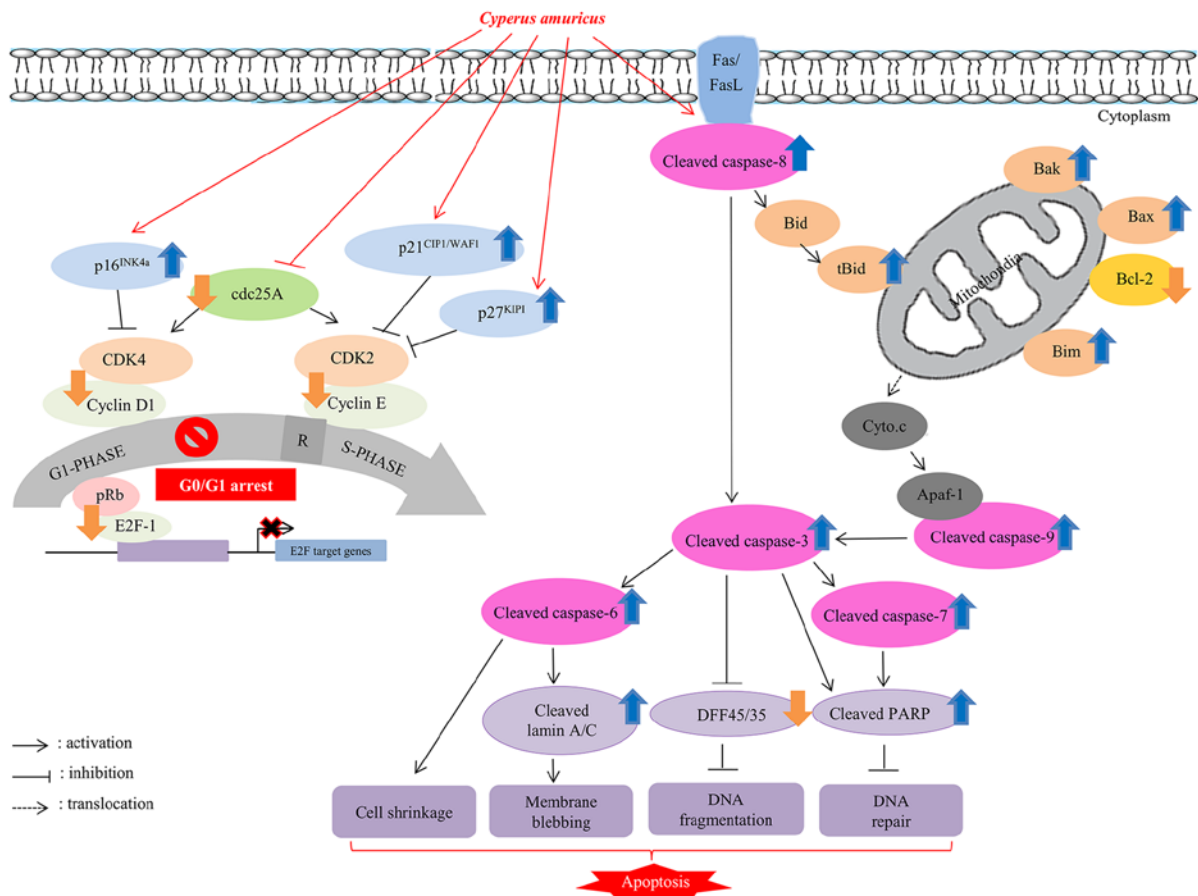 Cyperus amuricus
Fas/
FasL
Cytoplasm
Cleaved caspase-8
Bak
Bid
Bax
p21CIP1/WAF1
p16INK4a
tBid
Mitochondia
Bcl-2
cdc25A
p27KIPI
CDK4
CDK2
Bim
Cyclin D1
Cyclin E
Cyto.c
G1-PHASE
R
S-PHASE
G0/G1 arrest
pRb
Apaf-1
E2F-1
E2F target genes
Cleaved caspase-3
Cleaved caspase-9
Cleaved caspase-6
Cleaved caspase-7
Cleaved
lamin A/C
DFF45/35
Cleaved PARP
: activation
: inhibition
: translocation
Cell shrinkage
Membrane
blebbing
DNA
fragmentation
DNA
repair
Apoptosis